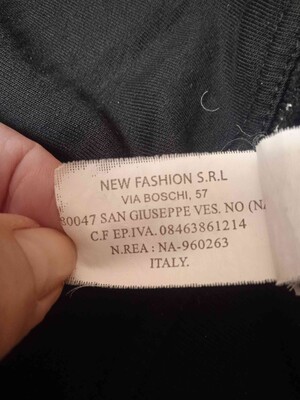 NEW FASHION S.R.L
VIA BOSCHI, 57
80047 SAN GIUSEPPE VES. NO (NA
C.F EP.IVA. 08463861214
N.REA : NA-960263
ITALY.